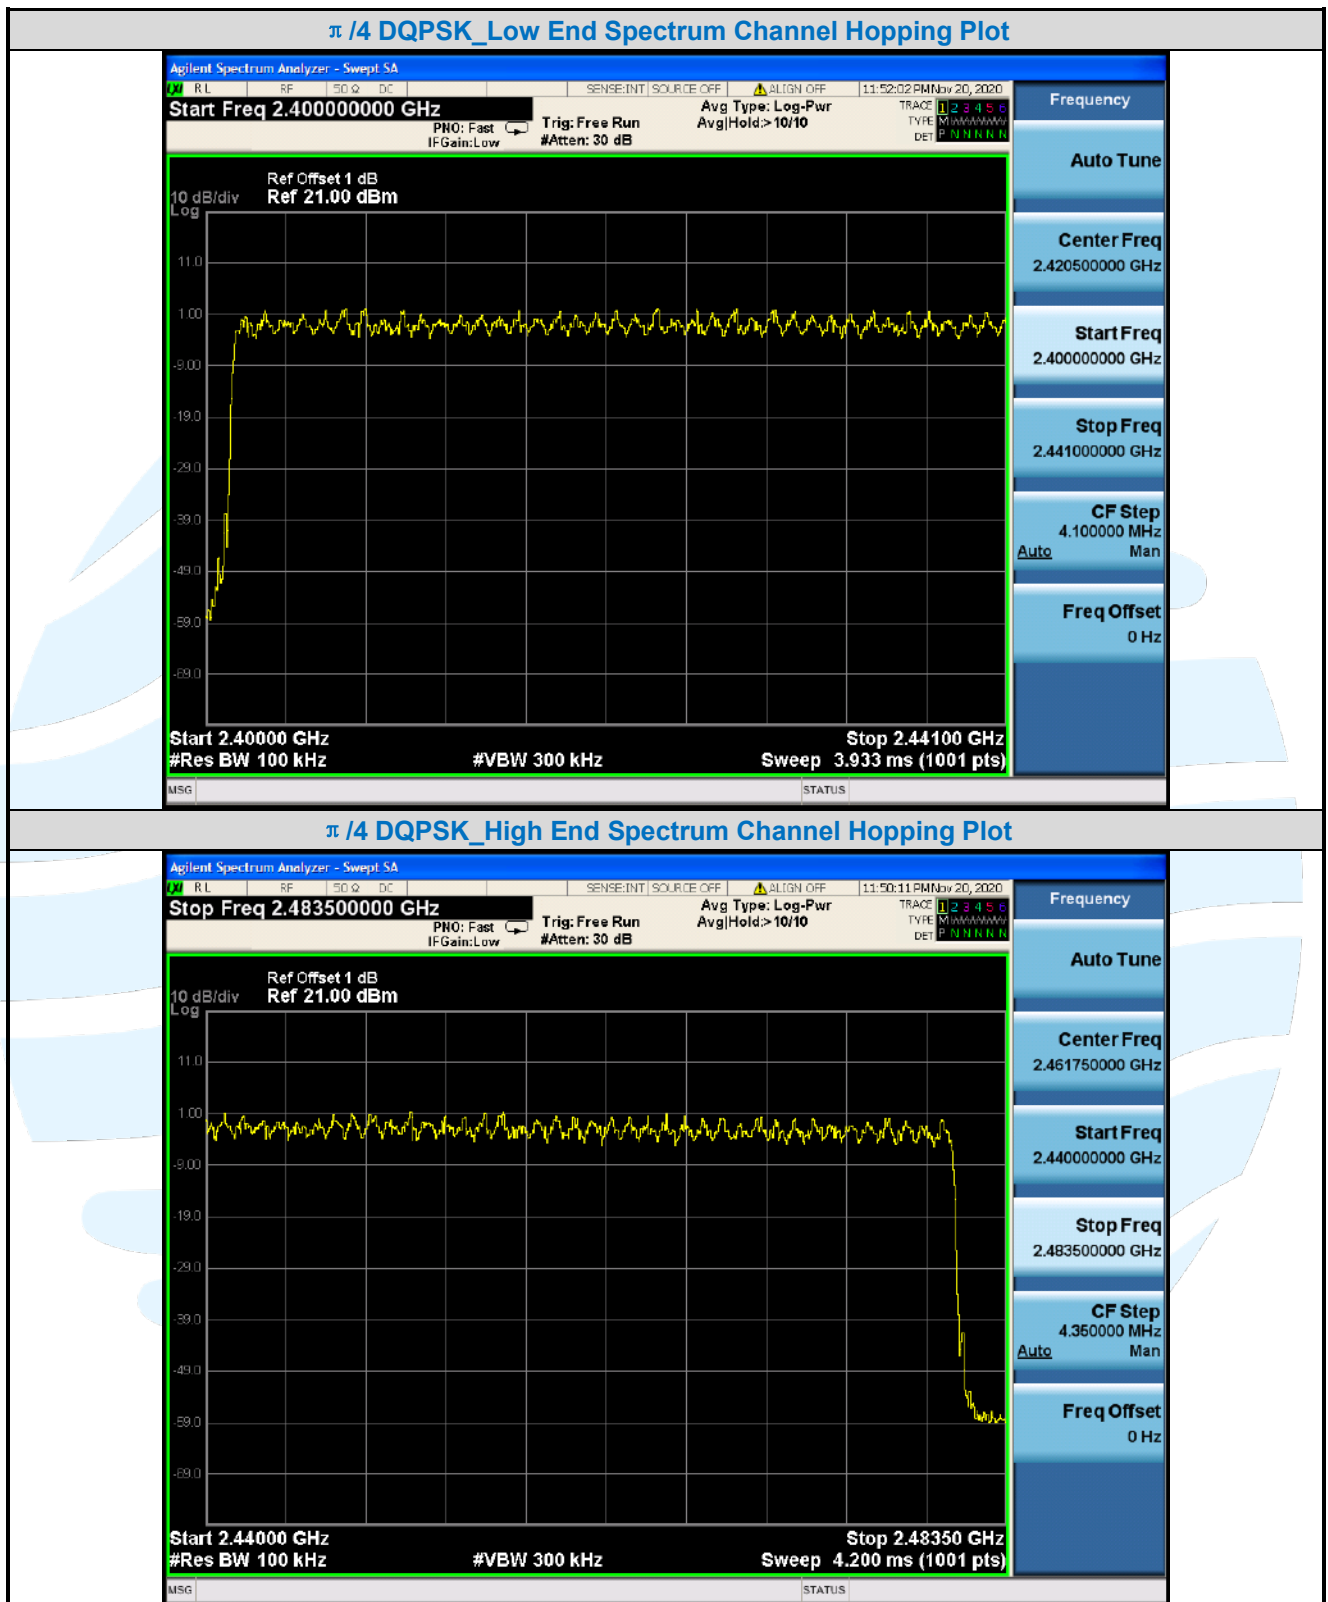 π /4 DQPSK_Low End Spectrum Channel Hopping Plot
Agilent Spectrum Analyzer - Swept SA
LXI RL RF 50 Ω DC SENSE:INT SOURCE OFF ALIGN OFF 11:52:02 PM Nov 20, 2020
Start Freq 2.400000000 GHz
PNO: Fast
IFGain:Low
Trig: Free Run
#Atten: 30 dB
Avg Type: Log-Pwr
Avg|Hold:>10/10
TRACE 1 2 3 4 5 6
TYPE M
DET P N N N N N
Frequency
Auto Tune
Center Freq
2.420500000 GHz
Start Freq
2.400000000 GHz
Stop Freq
2.441000000 GHz
CF Step
4.100000 MHz
Auto Man
Freq Offset
0 Hz
Ref Offset 1 dB
10 dB/div Ref 21.00 dBm
Log
11.0
1.00
-9.00
-19.0
-29.0
-39.0
-49.0
-59.0
-69.0
Start 2.40000 GHz Stop 2.44100 GHz
#Res BW 100 kHz #VBW 300 kHz Sweep 3.933 ms (1001 pts)
MSG STATUS
π /4 DQPSK_High End Spectrum Channel Hopping Plot
Agilent Spectrum Analyzer - Swept SA
LXI RL RF 50 Ω DC SENSE:INT SOURCE OFF ALIGN OFF 11:50:11 PM Nov 20, 2020
Stop Freq 2.483500000 GHz
PNO: Fast
IFGain:Low
Trig: Free Run
#Atten: 30 dB
Avg Type: Log-Pwr
Avg|Hold:>10/10
TRACE 1 2 3 4 5 6
TYPE M
DET P N N N N N
Frequency
Auto Tune
Center Freq
2.461750000 GHz
Start Freq
2.440000000 GHz
Stop Freq
2.483500000 GHz
CF Step
4.350000 MHz
Auto Man
Freq Offset
0 Hz
Ref Offset 1 dB
10 dB/div Ref 21.00 dBm
Log
11.0
1.00
-9.00
-19.0
-29.0
-39.0
-49.0
-59.0
-69.0
Start 2.44000 GHz Stop 2.48350 GHz
#Res BW 100 kHz #VBW 300 kHz Sweep 4.200 ms (1001 pts)
MSG STATUS